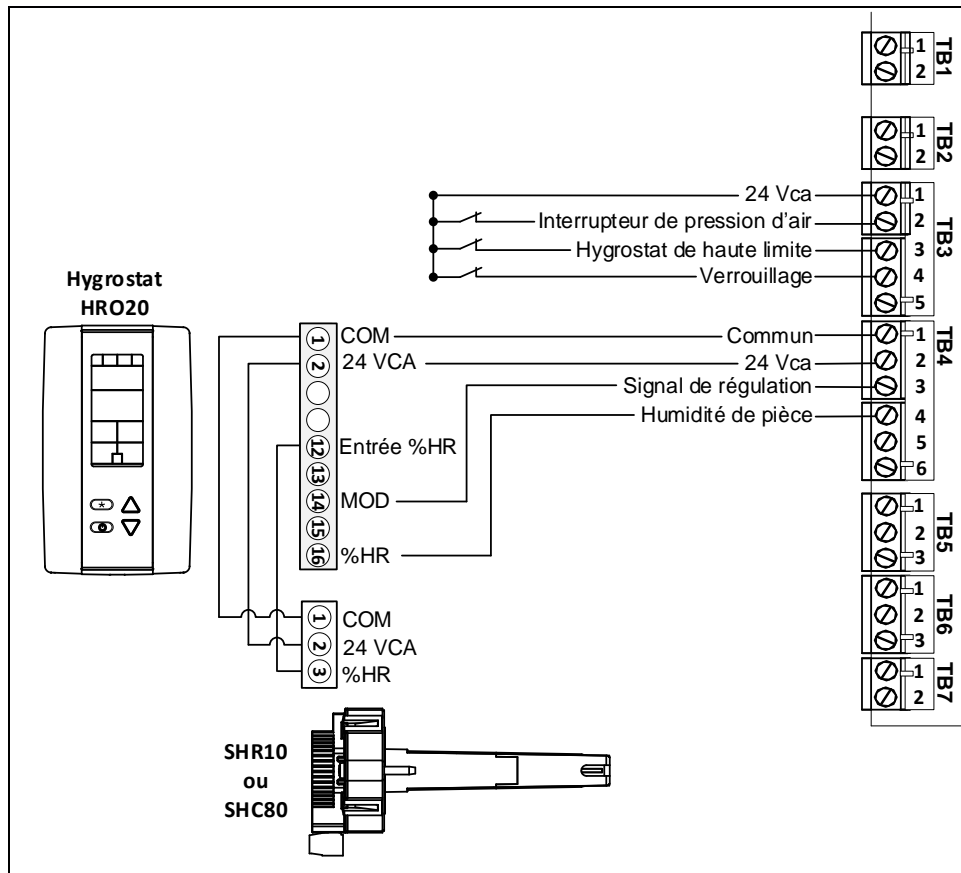 1
2
TB1
1
2
TB2
24 Vca
1
Interrupteur de pression d'air
2
Hygrostat de haute limite
3
Verrouillage
4
5
TB3
Hygrostat
HRO20
1 COM
Commun
1
2 24 VCA
24 Vca
2
Signal de régulation
3
Humidité de pièce
4
5
6
TB4
12 Entrée %HR
13
14 MOD
15
16 %HR
1
2
3
TB5
1
2
3
TB6
1
2
TB7
1 COM
2 24 VCA
3 %HR
SHR10
ou
SHC80